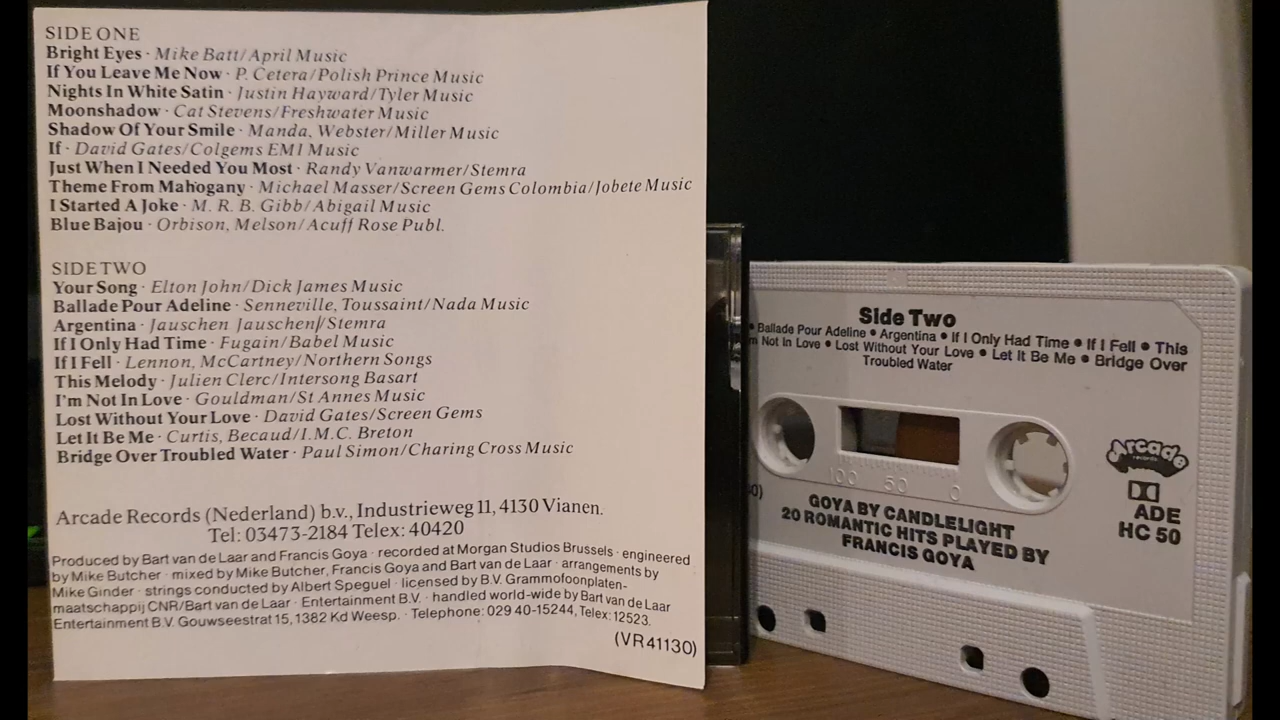 SIDE ONE
Bright Eyes · Mike Batt/April Music
If You Leave Me Now · P. Cetera/Polish Prince Music
Nights In White Satin · Justin Hayward/Tyler Music
Moonshadow · Cat Stevens/Freshwater Music
Shadow Of Your Smile · Manda, Webster/Miller Music
If · David Gates/Colgems EMI Music
Just When I Needed You Most · Randy Vanwarmer/Stemra
Theme From Mahogany · Michael Masser/Screen Gems Colombia/Jobete Music
I Started A Joke · M. R. B. Gibb/Abigail Music
Blue Bajou · Orbison, Melson/Acuff Rose Publ.
SIDE TWO
Your Song · Elton John/Dick James Music
Ballade Pour Adeline · Senneville, Toussaint/Nada Music
Argentina · Jauschen Jauschen/Stemra
If I Only Had Time · Fugain/Babel Music
If I Fell · Lennon, McCartney/Northern Songs
This Melody · Julien Clerc/Intersong Basart
I'm Not In Love · Gouldman/St Annes Music
Lost Without Your Love · David Gates/Screen Gems
Let It Be Me · Curtis, Becaud/I.M.C. Breton
Bridge Over Troubled Water · Paul Simon/Charing Cross Music
Arcade Records (Nederland) b.v., Industrieweg 11, 4130 Vianen.
Tel: 03473-2184 Telex: 40420
Produced by Bart van de Laar and Francis Goya · recorded at Morgan Studios Brussels · engineered
by Mike Butcher · mixed by Mike Butcher, Francis Goya and Bart van de Laar · arrangements by
Mike Ginder · strings conducted by Albert Speguel · licensed by B.V. Grammofoonplaten-
maatschappij CNR/Bart van de Laar · Entertainment B.V. · handled world-wide by Bart van de Laar
Entertainment B.V. Gouwseestrat 15, 1382 Kd Weesp. · Telephone: 029 40-15244, Telex: 12523.
(VR 41130)
Side Two
• Ballade Pour Adeline • Argentina • If I Only Had Time • If I Fell • This
Not In Love • Lost Without Your Love • Let It Be Me • Bridge Over
Troubled Water
100 50 0
Arcade
records
ADE
HC 50
GOYA BY CANDLELIGHT
20 ROMANTIC HITS PLAYED BY
FRANCIS GOYA